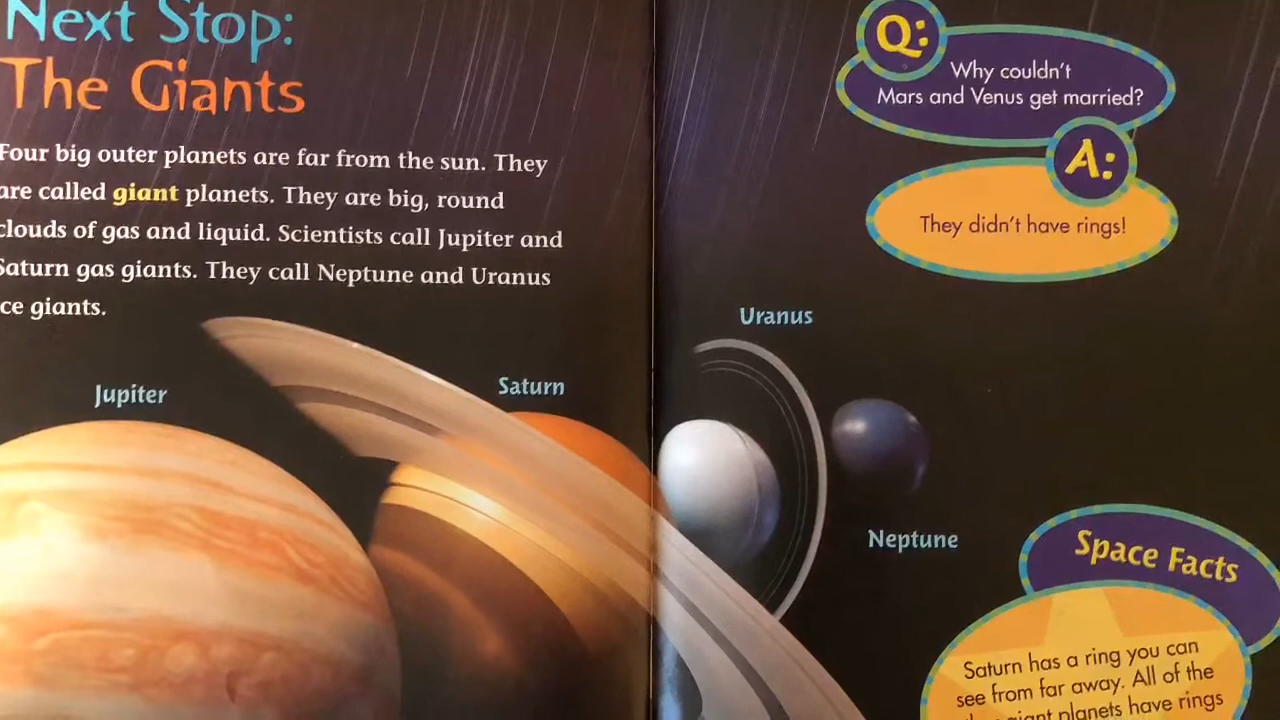 Next Stop:
The Giants
Four big outer planets are far from the sun. They
are called giant planets. They are big, round
clouds of gas and liquid. Scientists call Jupiter and
Saturn gas giants. They call Neptune and Uranus
ce giants.
Q:
Why couldn't
Mars and Venus get married?
A:
They didn't have rings!
Uranus
Jupiter
Saturn
Neptune
Space Facts
Saturn has a ring you can
see from far away. All of the
giant planets have rings